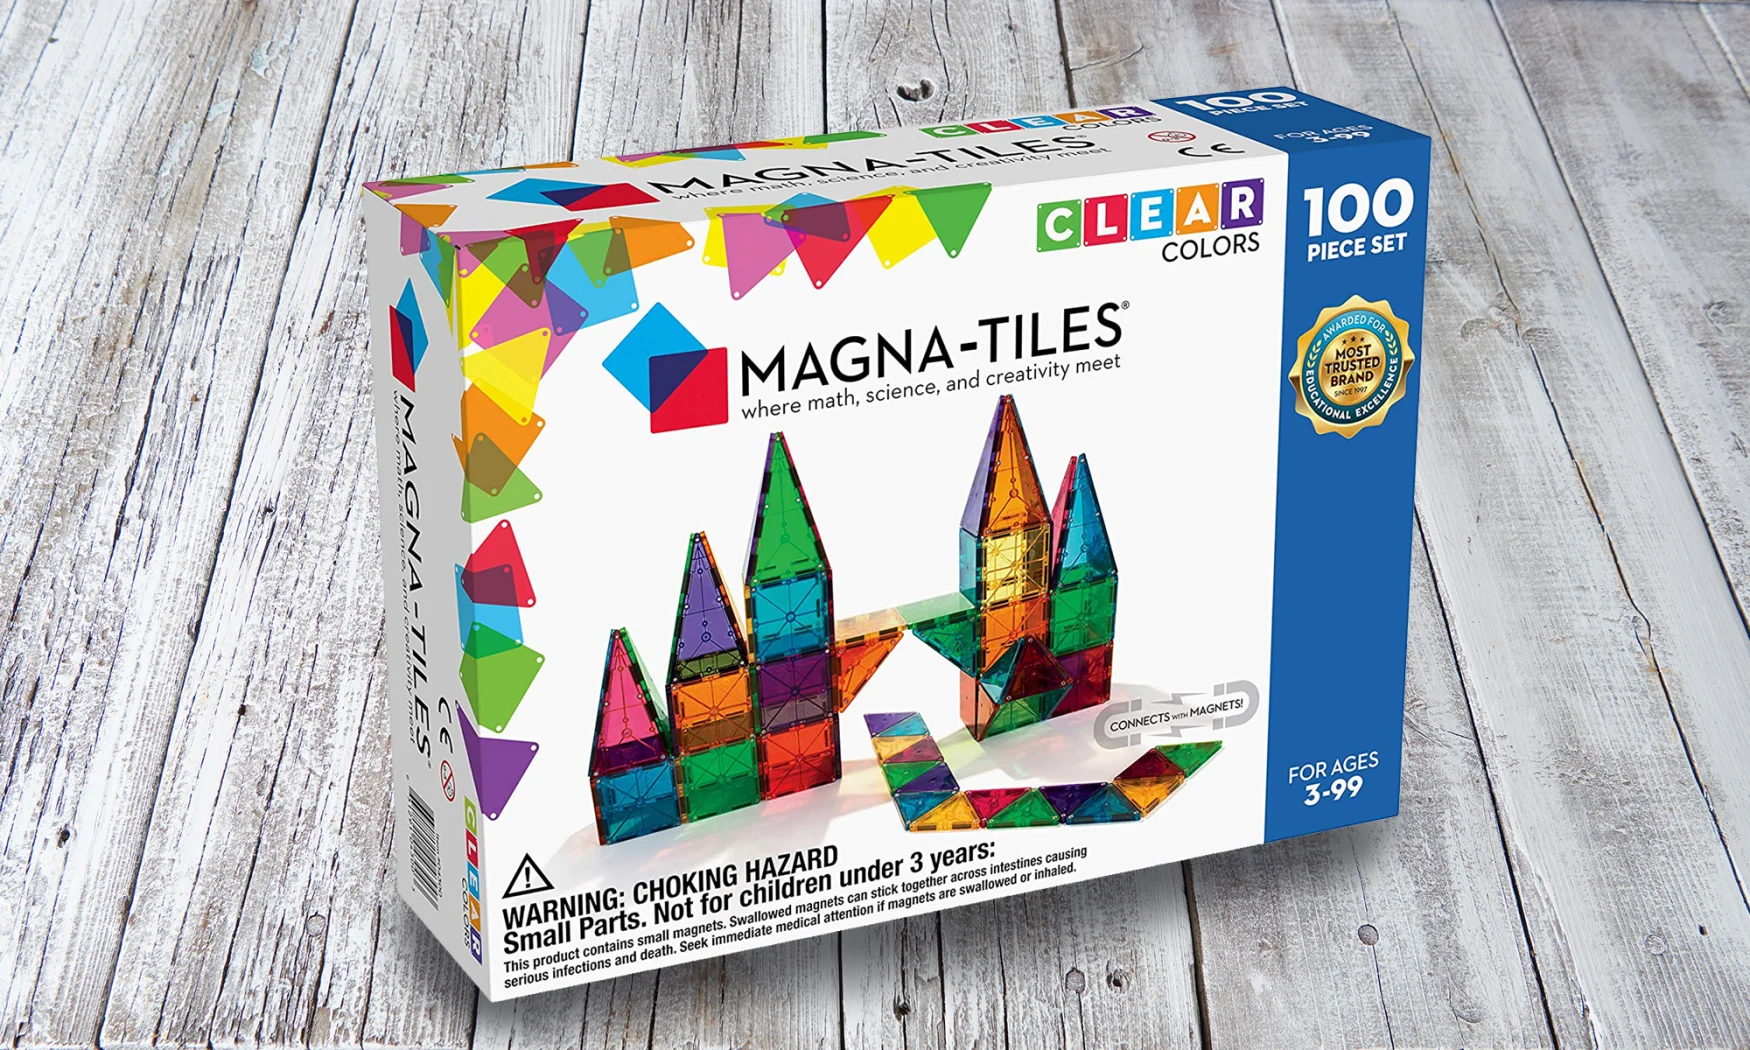 100
PIECE SET
FOR AGES
3-99
CLEAR
COLORS
MAGNA-TILES®
where math, science, and creativity meet
CE
CLEAR
COLORS
100
PIECE SET
MAGNA-TILES®
where math, science, and creativity meet
AWARDED FOR
MOST
TRUSTED
BRAND
SINCE 1997
EDUCATIONAL EXCELLENCE
CONNECTS WITH MAGNETS!
FOR AGES
3-99
WARNING: CHOKING HAZARD
Small Parts. Not for children under 3 years:
This product contains small magnets. Swallowed magnets can stick together across intestines causing
serious infections and death. Seek immediate medical attention if magnets are swallowed or inhaled.
MAGNA-TILES®
where math, science, and creativity meet
CE
CLEAR
COLORS